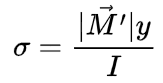 σ = |M⃗′|y / I